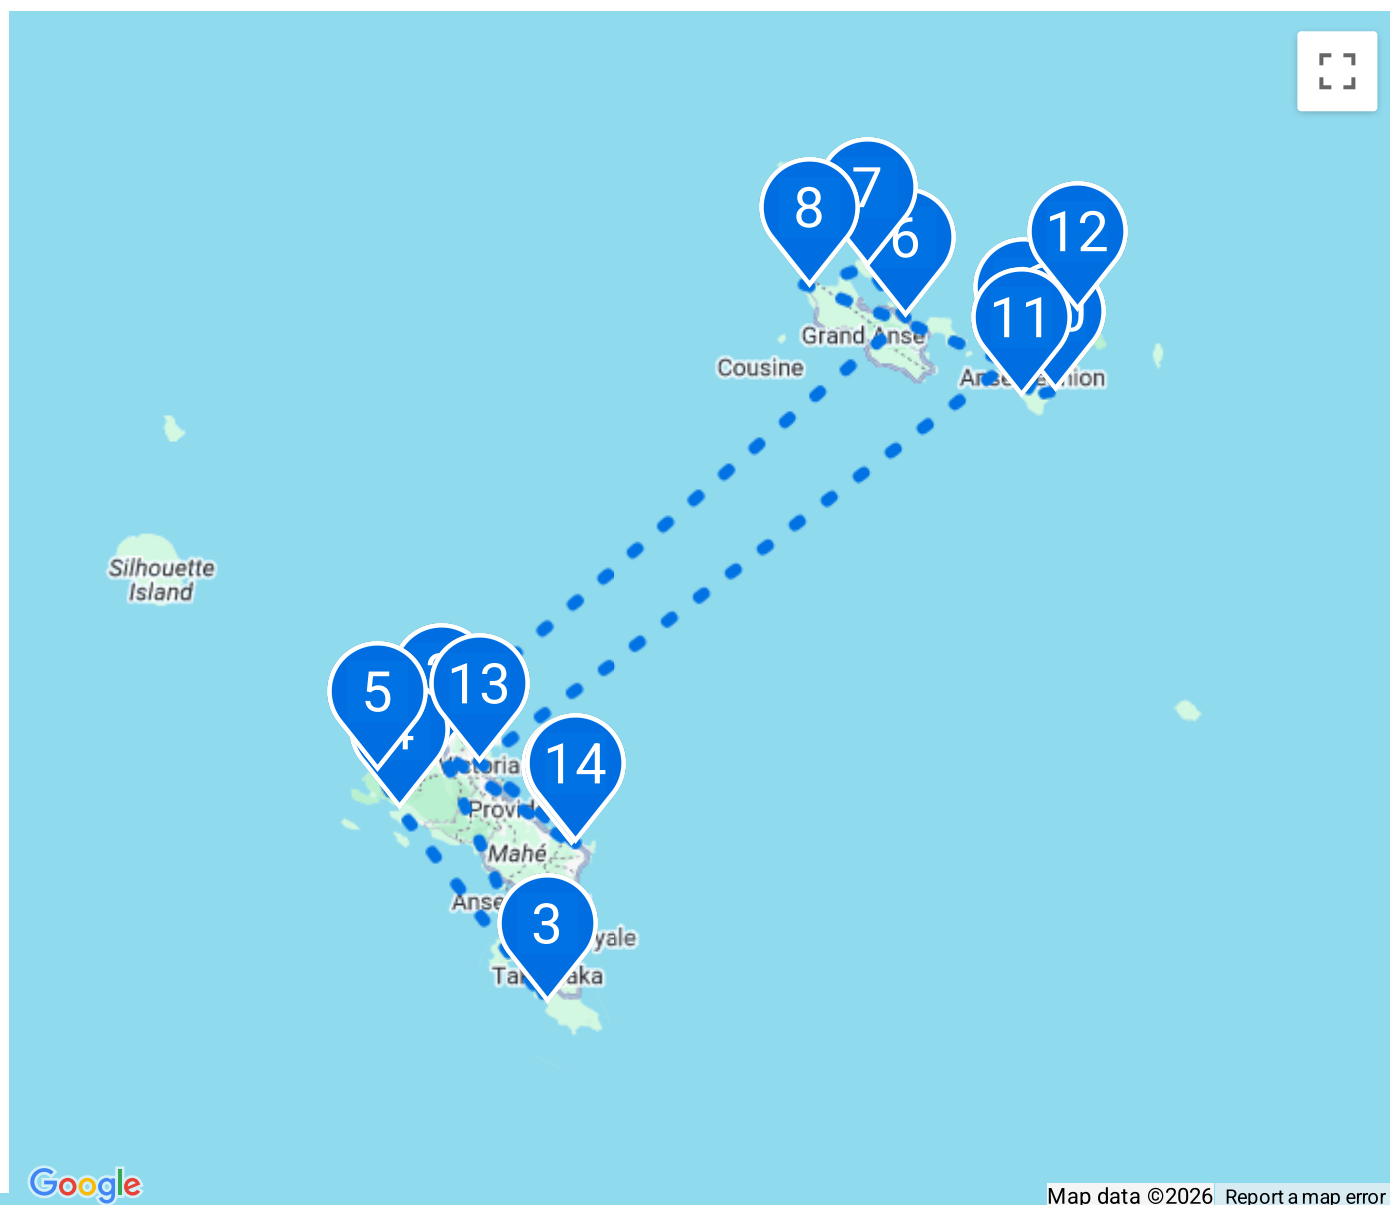 7
8
12
6
11
Grand Anse
Cousine
Silhouette
Island
13
5
14
Mahé
3
Google
Map data ©2026
Report a map error